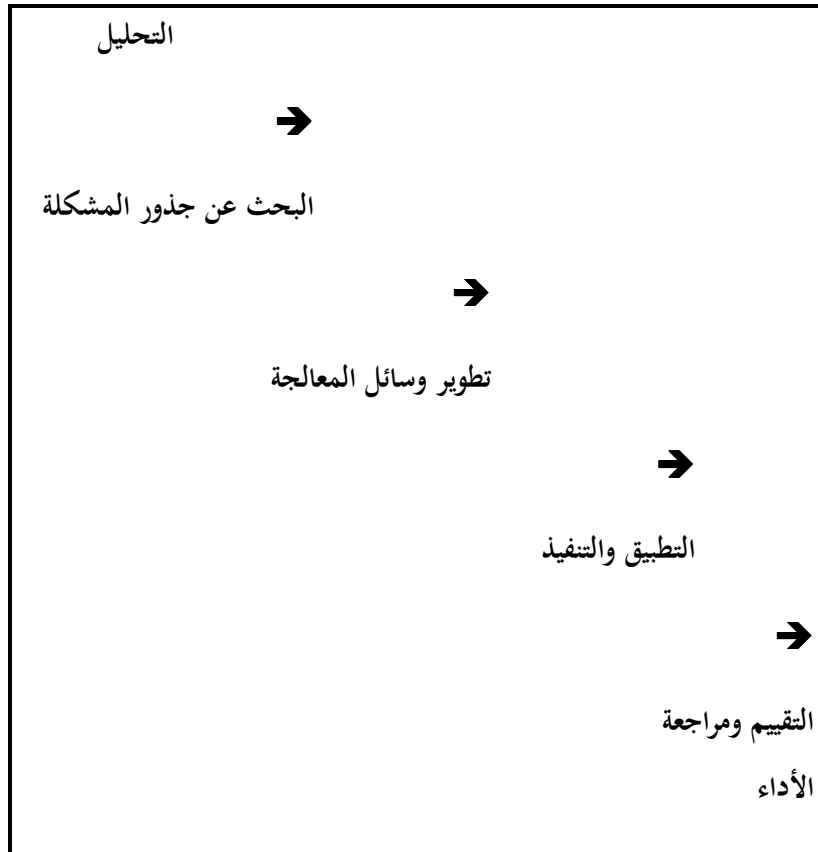 التحليل
➔
البحث عن جذور المشكلة
➔
تطوير وسائل المعالجة
➔
التطبيق والتنفيذ
➔
التقييم ومراجعة
الأداء